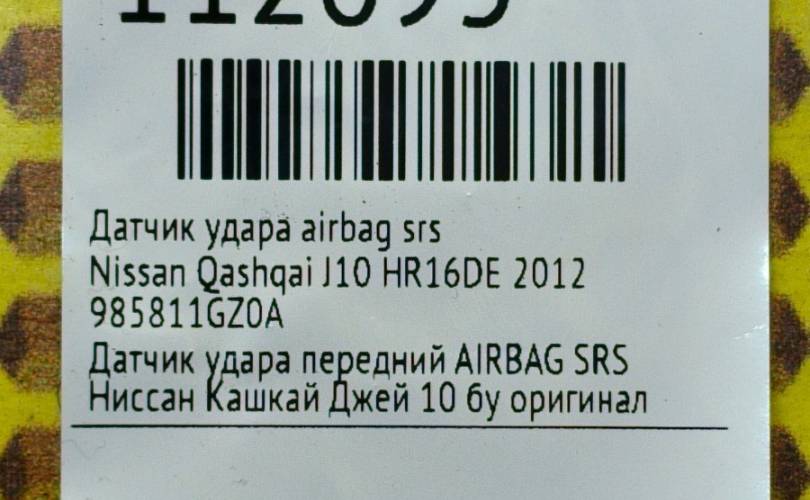 112695
Датчик удара airbag srs
Nissan Qashqai J10 HR16DE 2012
985811GZ0A
Датчик удара передний AIRBAG SRS
Ниссан Кашкай Джей 10 бу оригинал